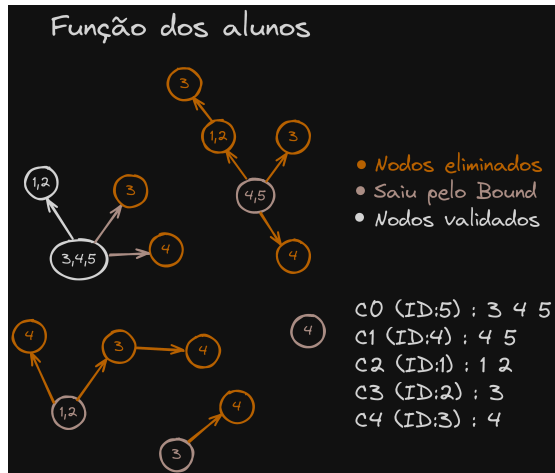 Função dos alunos
3
1,2
3
4,5
4
1,2
3
4
3,4,5
Nodos eliminados
Saiu pelo Bound
Nodos validados
4
3
4
1,2
4
3
4
C0 (ID:5) : 3 4 5
C1 (ID:4) : 4 5
C2 (ID:1) : 1 2
C3 (ID:2) : 3
C4 (ID:3) : 4